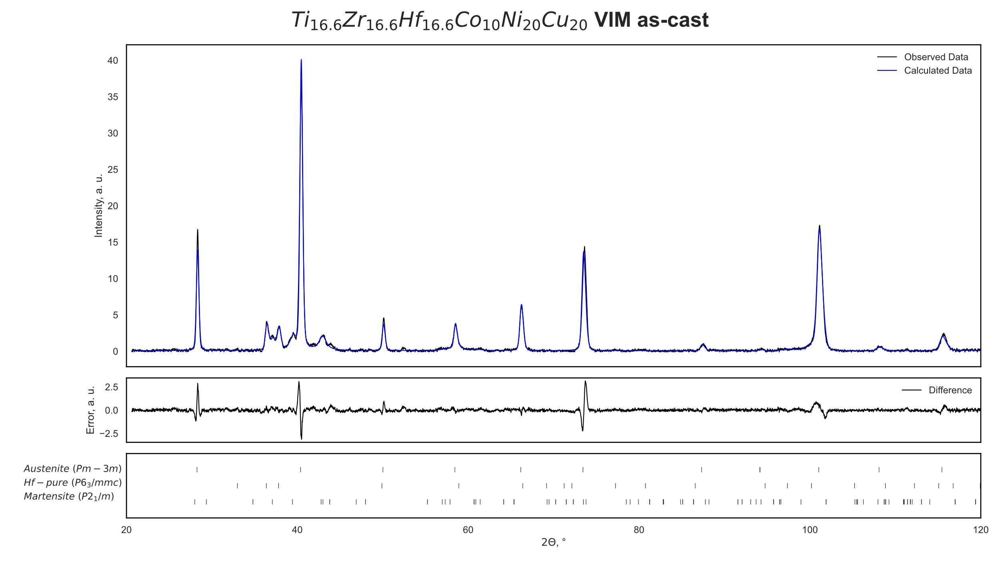 Ti16.6Zr16.6Hf16.6Co10Ni20Cu20 VIM as-cast
Observed Data
Calculated Data
40
35
30
25
20
15
10
5
0
Intensity, a. u.
2.5
0.0
−2.5
Error, a. u.
Difference
Austenite (Pm − 3m)
Hf − pure (P63/mmc)
Martensite (P21/m)
20 40 60 80 100 120
2Θ, °